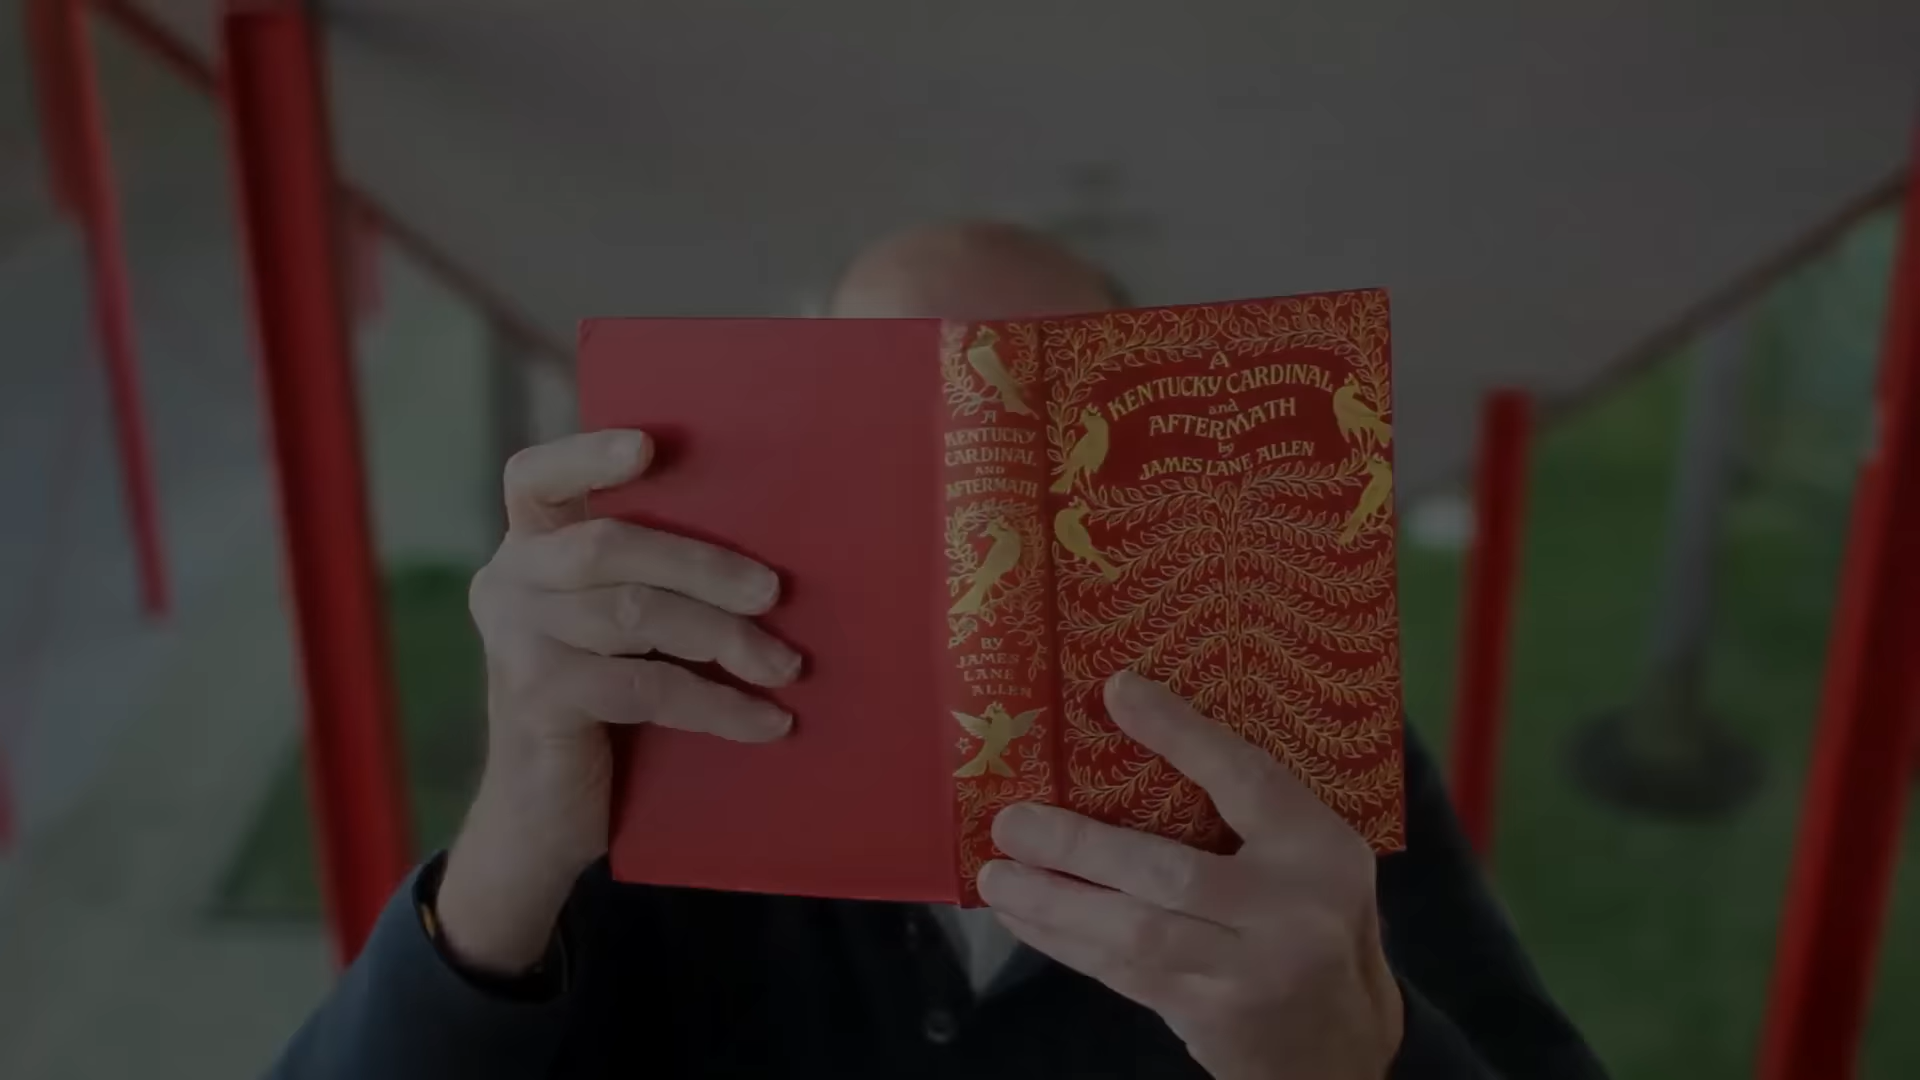 A
KENTUCKY
CARDINAL
AND
AFTERMATH
BY
JAMES
LANE
ALLEN
A
KENTUCKY CARDINAL
and
AFTERMATH
by
JAMES LANE ALLEN